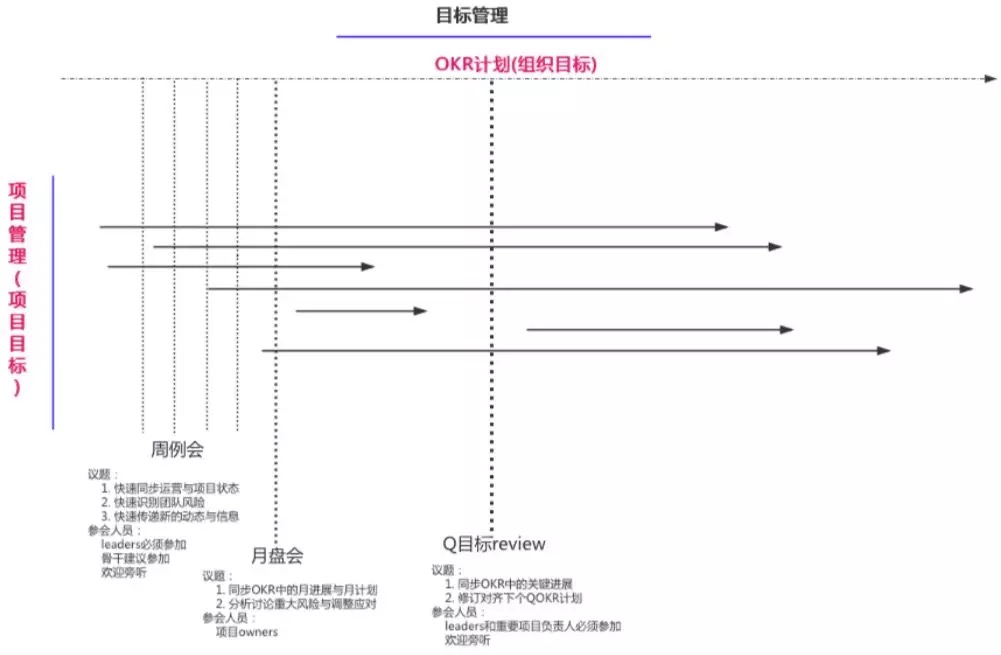 目标管理
OKR计划(组织目标)
项目管理(项目目标)
周例会
议题：
1. 快速同步运营与项目状态
2. 快速识别团队风险
3. 快速传递新的动态与信息
参会人员：
leaders必须参加
骨干建议参加
欢迎旁听
月盘会
议题：
1. 同步OKR中的月进展与月计划
2. 分析讨论重大风险与调整应对
参会人员：
项目owners
Q目标review
议题：
1. 同步OKR中的关键进展
2. 修订对齐下个QOKR计划
参会人员：
leaders和重要项目负责人必须参加
欢迎旁听